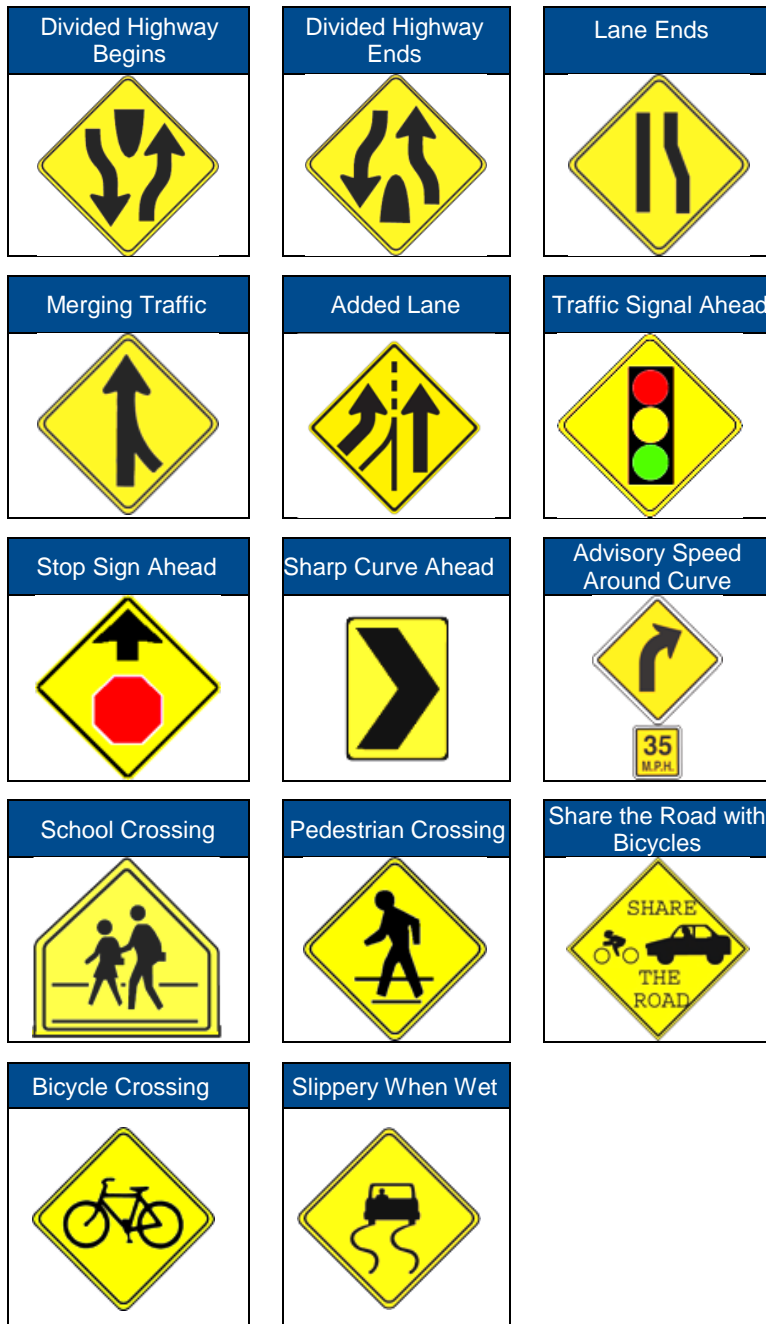 Divided Highway
Begins
Divided Highway
Ends
Lane Ends
Merging Traffic
Added Lane
Traffic Signal Ahead
Stop Sign Ahead
Sharp Curve Ahead
Advisory Speed
Around Curve
35
M.P.H.
School Crossing
Pedestrian Crossing
Share the Road with
Bicycles
SHARE
THE
ROAD
Bicycle Crossing
Slippery When Wet